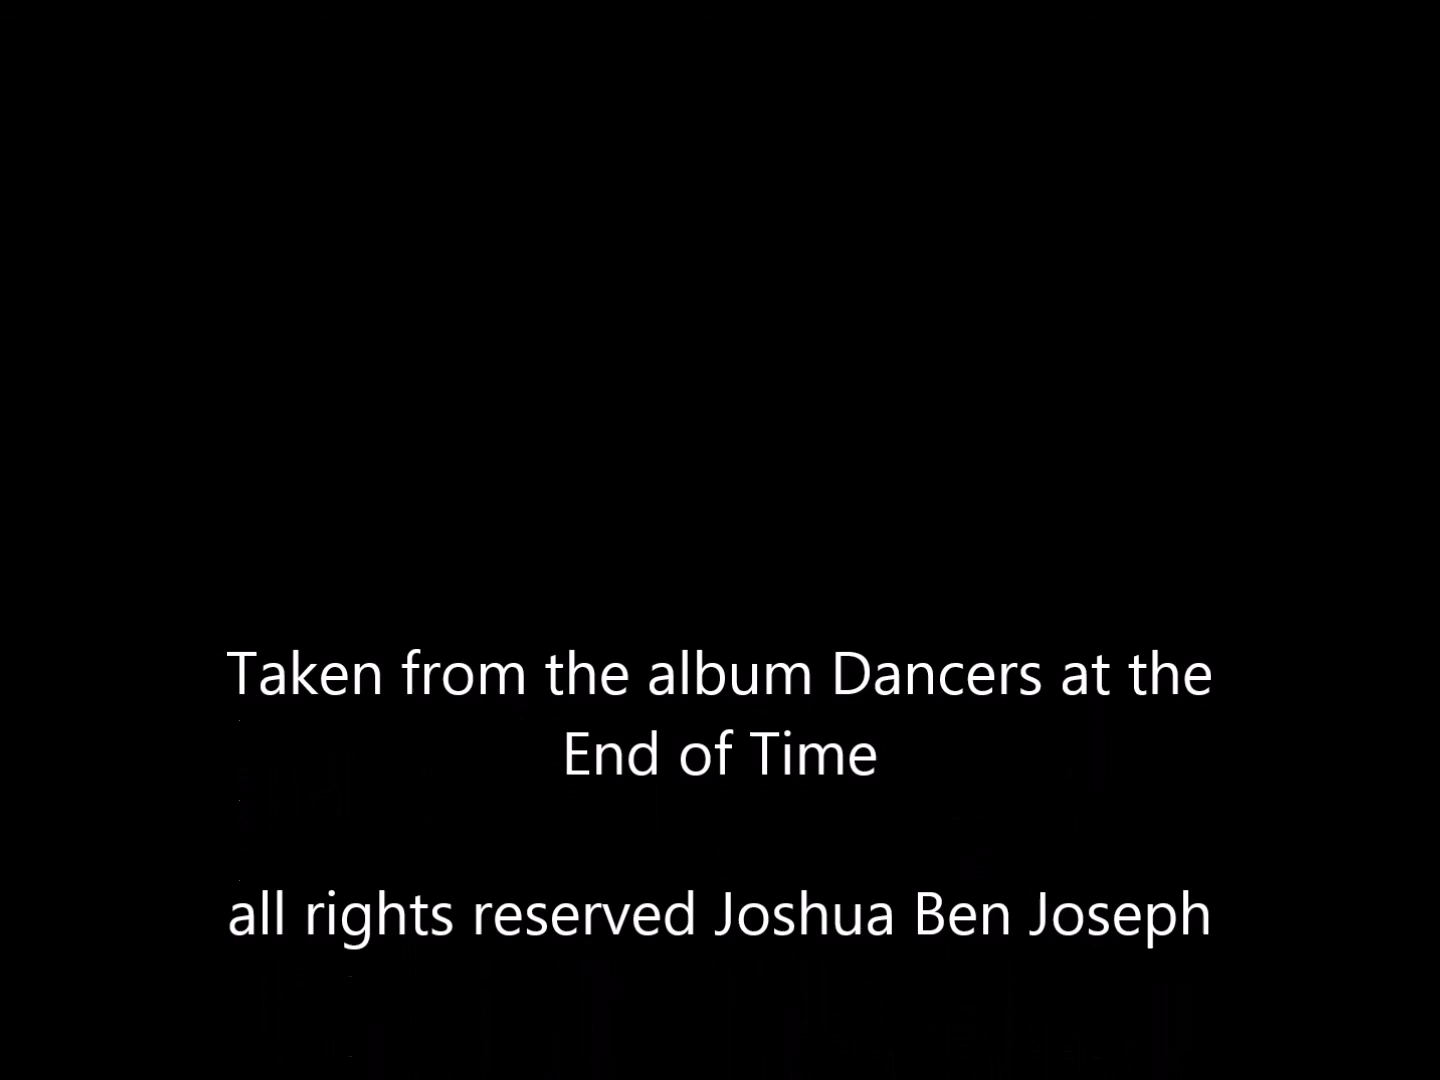 Taken from the album Dancers at the
End of Time
all rights reserved Joshua Ben Joseph